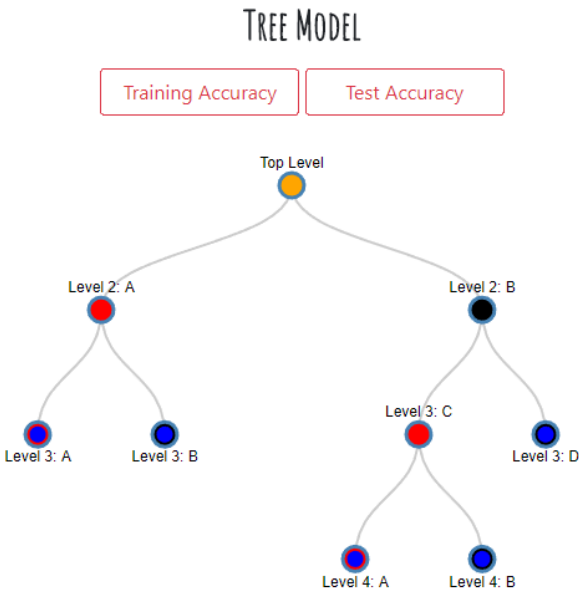 Tree Model
Training Accuracy
Test Accuracy
Top Level
Level 2: A
Level 2: B
Level 3: C
Level 3: A
Level 3: B
Level 3: D
Level 4: A
Level 4: B